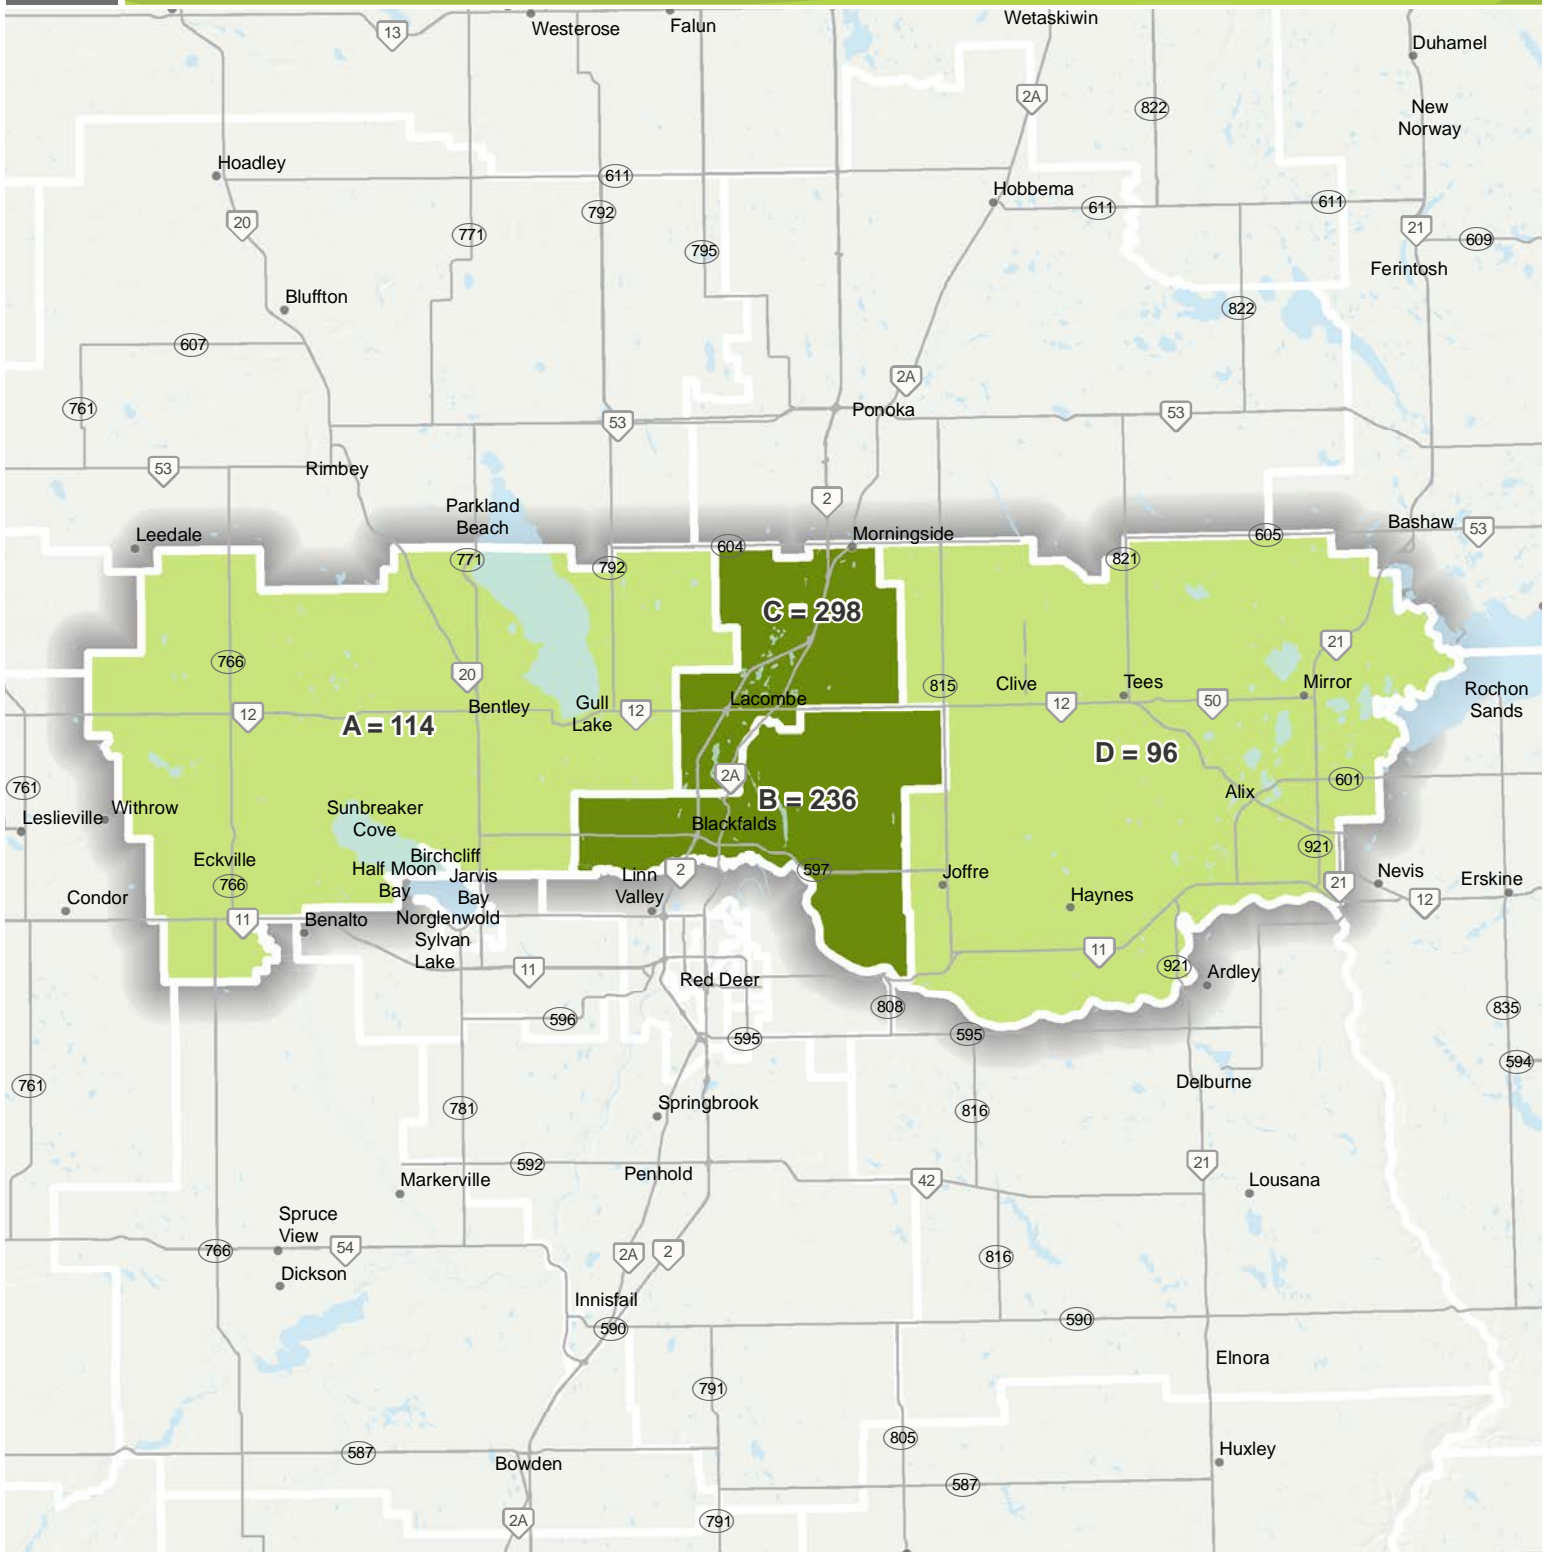 Wetaskiwin
Westerose
Falun
13
Duhamel
2A
822
New
Norway
Hoadley
611
Hobbema
792
611
611
20
771
795
21
609
Ferintosh
Bluffton
822
607
2A
761
Ponoka
53
53
53
Rimbey
2
Parkland
Beach
Leedale
Morningside
Bashaw
53
604
605
771
792
821
C = 298
766
20
21
815
Clive
Tees
Mirror
Rochon
Sands
Bentley
Gull
Lake
Lacombe
12
12
12
50
A = 114
D = 96
2A
601
761
B = 236
Alix
Leslieville
Withrow
Sunbreaker
Cove
Blackfalds
921
Eckville
Birchcliff
Half Moon
Bay
Jarvis
Bay
Linn
Valley
2
597
Joffre
21
Nevis
Erskine
766
Condor
Haynes
12
11
Benalto
Norglenwold
Sylvan
Lake
11
11
921
Ardley
Red Deer
808
596
595
595
835
594
761
Delburne
781
Springbrook
816
592
Penhold
21
Markerville
42
Lousana
Spruce
View
766
54
2A
2
816
Dickson
Innisfail
590
590
Elnora
791
805
Huxley
587
Bowden
587
2A
791